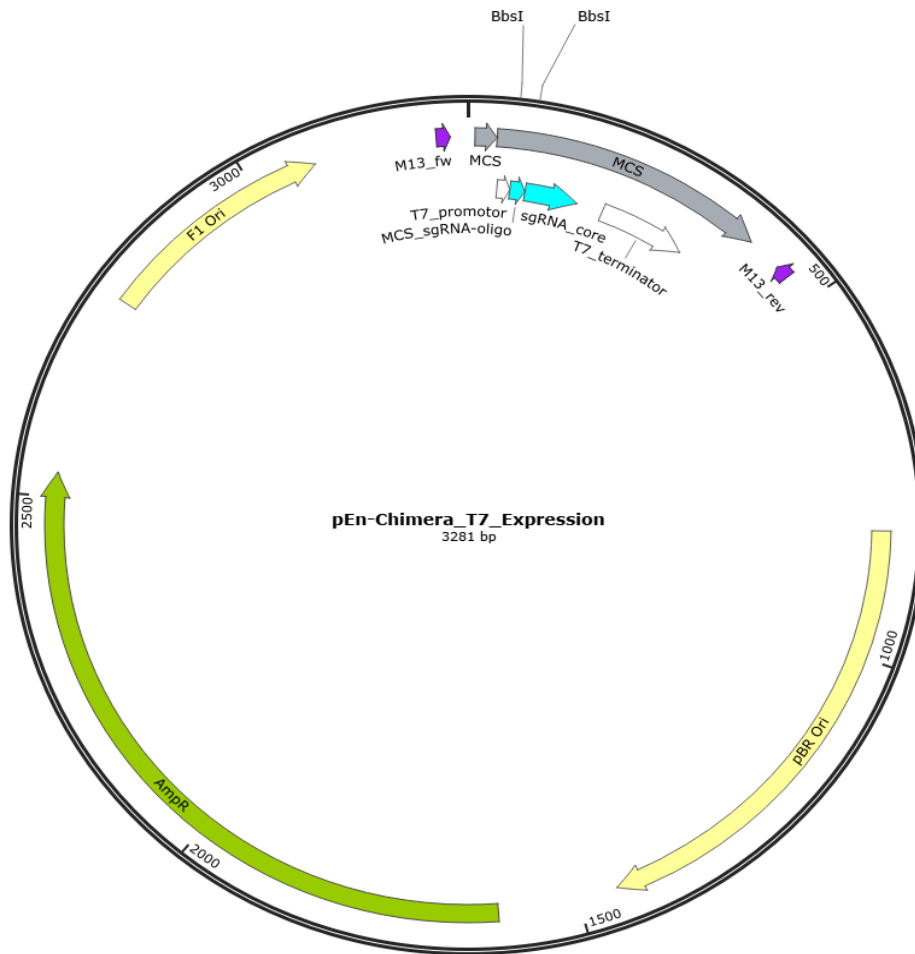 BbsI
BbsI
M13_fw
MCS
MCS
3000
F1 Ori
T7_promotor
sgRNA_core
MCS_sgRNA-oligo
T7_terminator
M13_rev
500
2500
pEn-Chimera_T7_Expression
3281 bp
1000
pBR Ori
AmpR
2000
1500